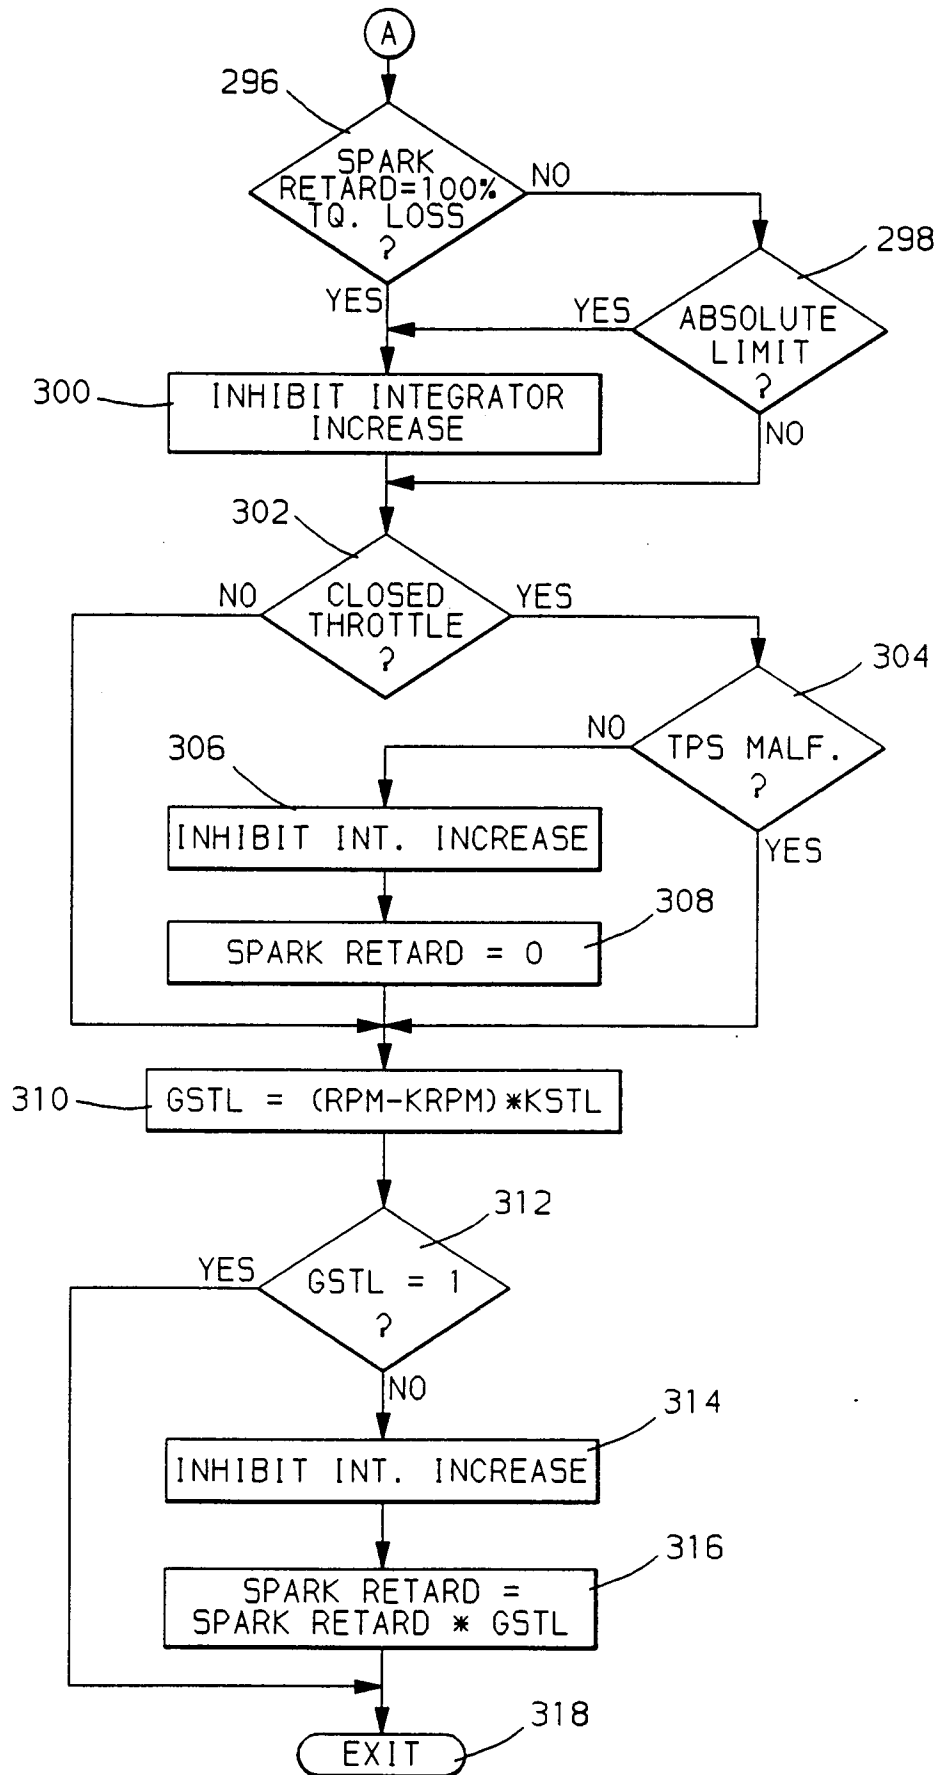 A
296
SPARK
RETARD=100%
TQ. LOSS
?
NO
298
YES
YES
ABSOLUTE
LIMIT
?
300
INHIBIT INTEGRATOR
INCREASE
NO
302
NO
CLOSED
THROTTLE
?
YES
304
NO
TPS MALF.
?
306
INHIBIT INT. INCREASE
YES
308
SPARK RETARD = 0
310
GSTL = (RPM-KRPM)*KSTL
312
YES
GSTL = 1
?
NO
314
INHIBIT INT. INCREASE
316
SPARK RETARD =
SPARK RETARD * GSTL
318
EXIT